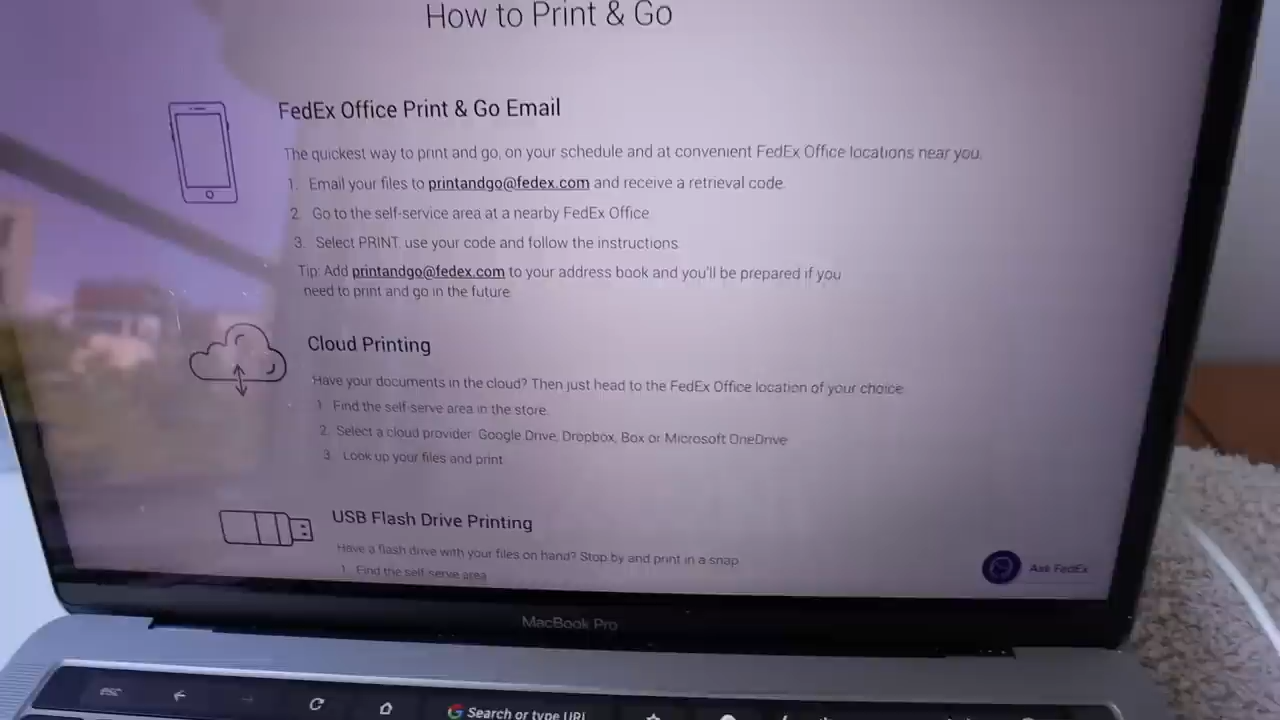 How to Print & Go
FedEx Office Print & Go Email
The quickest way to print and go, on your schedule and at convenient FedEx Office locations near you.
1. Email your files to printandgo@fedex.com and receive a retrieval code.
2. Go to the self-service area at a nearby FedEx Office.
3. Select PRINT, use your code and follow the instructions.
Tip: Add printandgo@fedex.com to your address book and you'll be prepared if you
need to print and go in the future.
Cloud Printing
Have your documents in the cloud? Then just head to the FedEx Office location of your choice.
1. Find the self-serve area in the store.
2. Select a cloud provider: Google Drive, Dropbox, Box or Microsoft OneDrive
3. Look up your files and print
USB Flash Drive Printing
Have a flash drive with your files on hand? Stop by and print in a snap.
1. Find the self-serve area
Ask FedEx
MacBook Pro
esc
Search or type URL